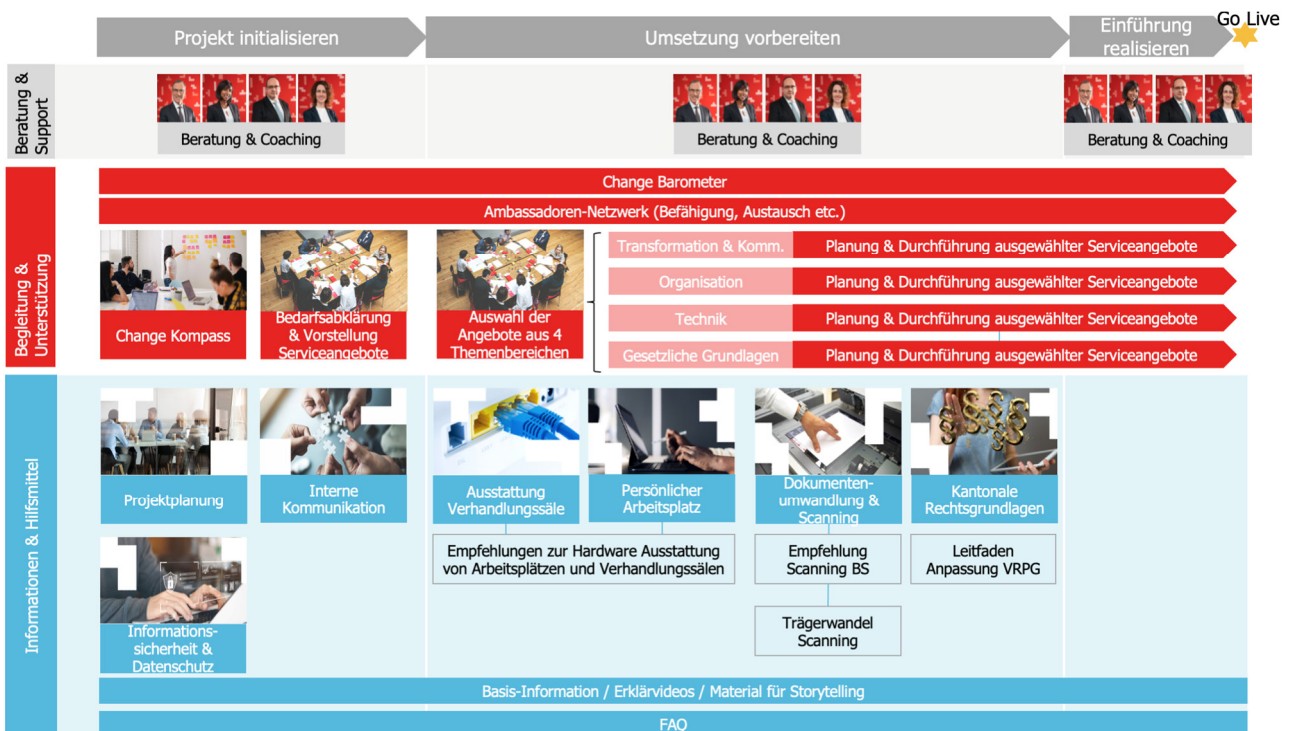 Go Live
Projekt initialisieren
Umsetzung vorbereiten
Einführung
realisieren
Beratung &
Support
Beratung & Coaching
Beratung & Coaching
Beratung & Coaching
Begleitung &
Unterstützung
Change Barometer
Ambassadoren-Netzwerk (Befähigung, Austausch etc.)
Change Kompass
Bedarfsabklärung
& Vorstellung
Serviceangebote
Auswahl der
Angebote aus 4
Themenbereichen
Transformation & Komm.
Planung & Durchführung ausgewählter Serviceangebote
Organisation
Planung & Durchführung ausgewählter Serviceangebote
Technik
Planung & Durchführung ausgewählter Serviceangebote
Gesetzliche Grundlagen
Planung & Durchführung ausgewählter Serviceangebote
Informationen & Hilfsmittel
Projektplanung
Interne
Kommunikation
Ausstattung
Verhandlungssäle
Persönlicher
Arbeitsplatz
Dokumenten-
umwandlung &
Scanning
Kantonale
Rechtsgrundlagen
Empfehlungen zur Hardware Ausstattung
von Arbeitsplätzen und Verhandlungssälen
Empfehlung
Scanning BS
Leitfaden
Anpassung VRPG
Trägerwandel
Scanning
Informations-
sicherheit &
Datenschutz
Basis-Information / Erklärvideos / Material für Storytelling
FAQ